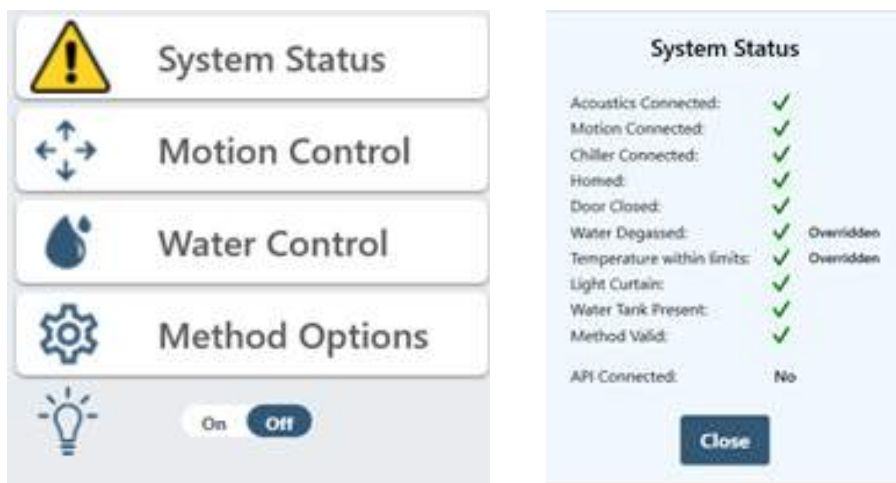 System Status
Motion Control
Water Control
Method Options
On Off
System Status
Acoustics Connected:
Motion Connected:
Chiller Connected:
Homed:
Door Closed:
Water Degassed: Overridden
Temperature within limits: Overridden
Light Curtain:
Water Tank Present:
Method Valid:
API Connected: No
Close